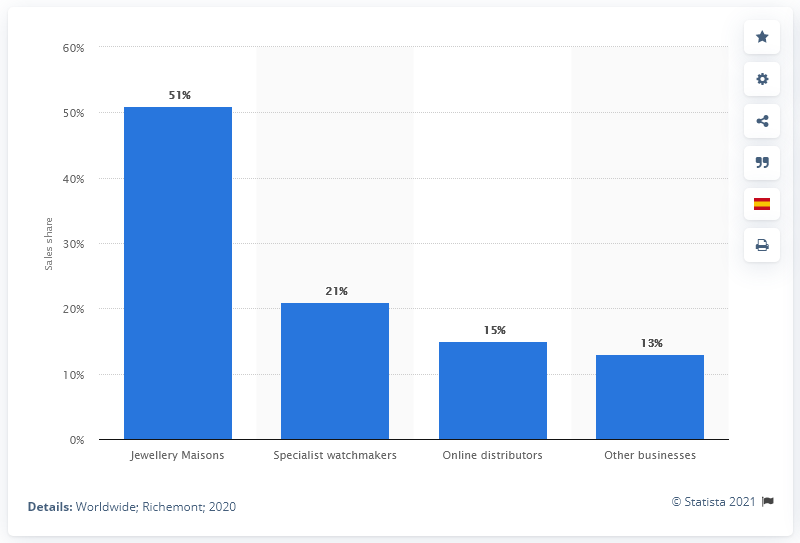 60%
50%
40%
30%
20%
10%
0%
Sales share
51%
21%
15%
13%
Jewellery Maisons
Specialist watchmakers
Online distributors
Other businesses
Details: Worldwide; Richemont; 2020
© Statista 2021